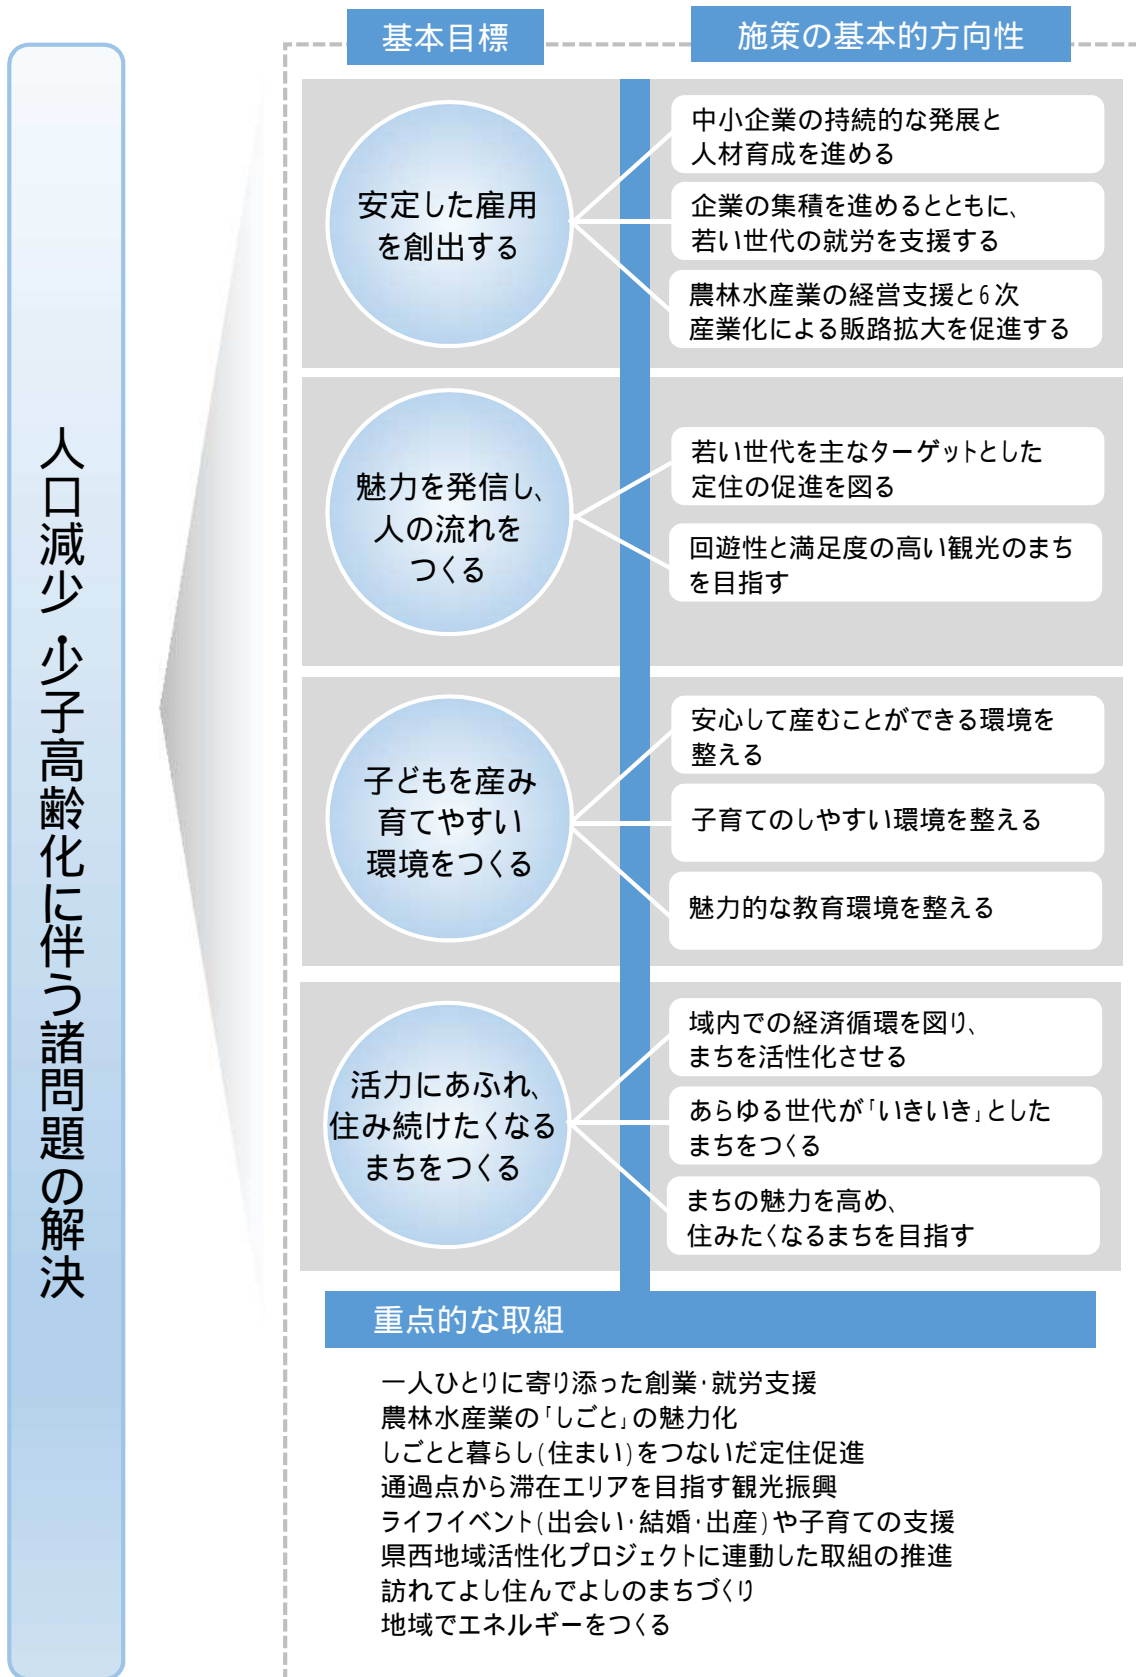 基本目標
施策の基本的方向性
人口減少・少子高齢化に伴う諸問題の解決
安定した雇用
を創出する
中小企業の持続的な発展と
人材育成を進める
企業の集積を進めるとともに、
若い世代の就労を支援する
農林水産業の経営支援と6次
産業化による販路拡大を促進する
魅力を発信し、
人の流れを
つくる
若い世代を主なターゲットとした
定住の促進を図る
回遊性と満足度の高い観光のまち
を目指す
子どもを産み
育てやすい
環境をつくる
安心して産むことができる環境を
整える
子育てのしやすい環境を整える
魅力的な教育環境を整える
活力にあふれ、
住み続けたくなる
まちをつくる
域内での経済循環を図り、
まちを活性化させる
あらゆる世代が「いきいき」とした
まちをつくる
まちの魅力を高め、
住みたくなるまちを目指す
重点的な取組
一人ひとりに寄り添った創業・就労支援
農林水産業の「しごと」の魅力化
しごとと暮らし(住まい)をつないだ定住促進
通過点から滞在エリアを目指す観光振興
ライフイベント(出会い・結婚・出産)や子育ての支援
県西地域活性化プロジェクトに連動した取組の推進
訪れてよし住んでよしのまちづくり
地域でエネルギーをつくる